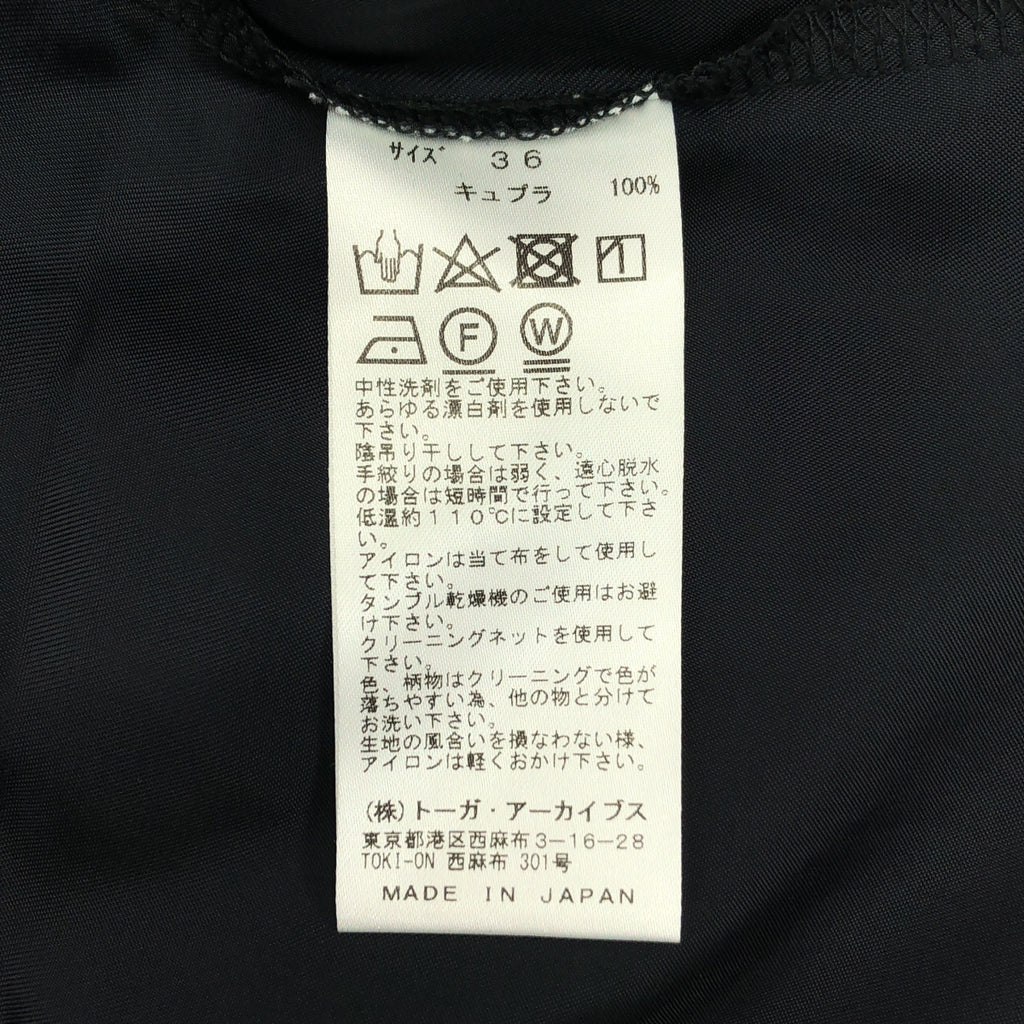 サイズ 36
キュプラ 100%
F W
中性洗剤をご使用下さい。
あらゆる漂白剤を使用しないで
下さい。
陰吊り干しして下さい。
手絞りの場合は弱く、遠心脱水
の場合は短時間で行って下さい。
低温約110℃に設定して下さ
い。
アイロンは当て布をして使用し
て下さい。
タンブル乾燥機のご使用はお避
け下さい。
クリーニングネットを使用して
下さい。
色、柄物はクリーニングで色が
落ちやすい為、他の物と分けて
お洗い下さい。
生地の風合いを損なわない様、
アイロンは軽くおかけ下さい。
(株)トーガ・アーカイブス
東京都港区西麻布3-16-28
TOKI-ON 西麻布 301号
MADE IN JAPAN